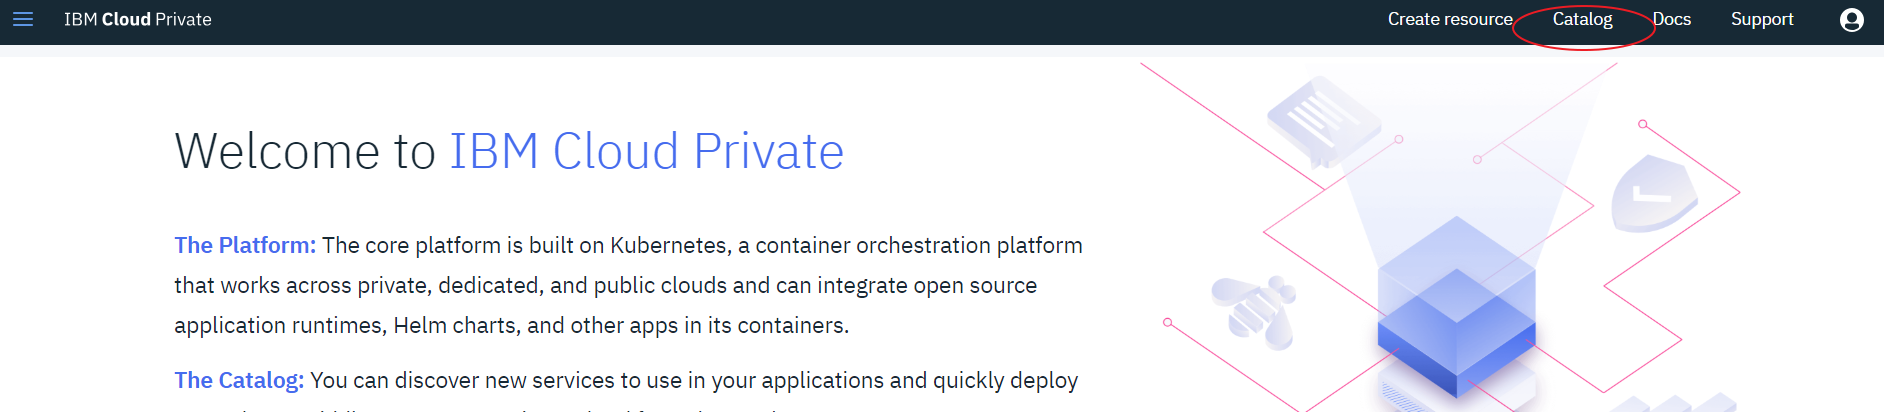 IBM Cloud Private
Create resource
Catalog
Docs
Support
Welcome to IBM Cloud Private
The Platform: The core platform is built on Kubernetes, a container orchestration platform
that works across private, dedicated, and public clouds and can integrate open source
application runtimes, Helm charts, and other apps in its containers.
The Catalog: You can discover new services to use in your applications and quickly deploy